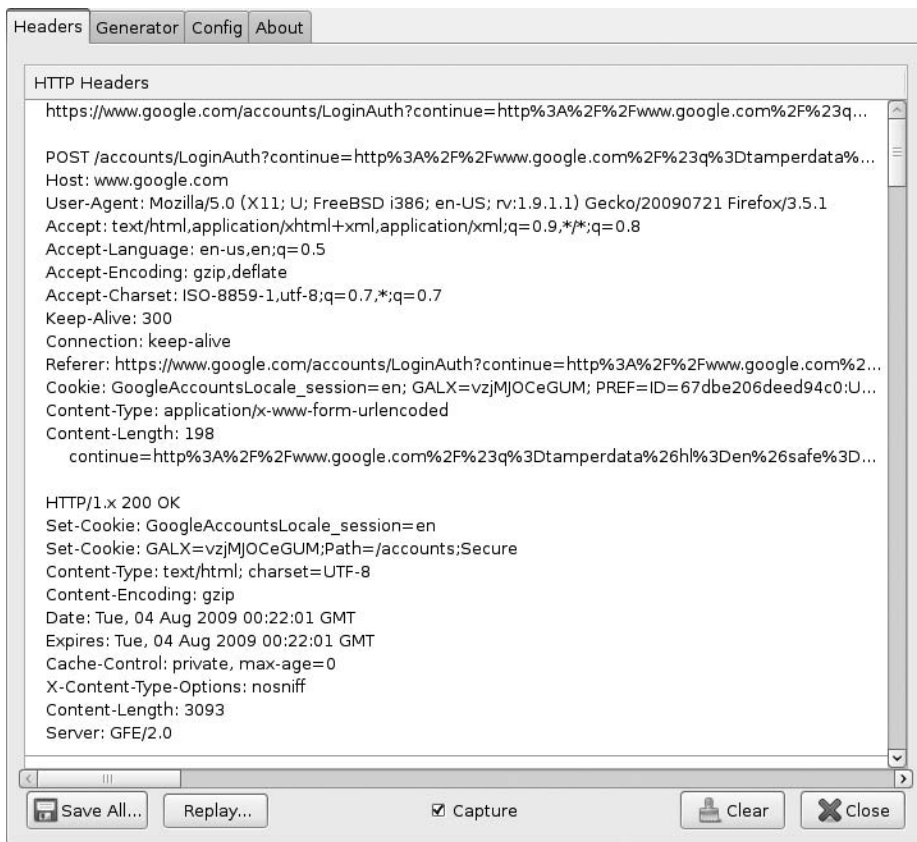 Headers Generator Config About
HTTP Headers
https://www.google.com/accounts/LoginAuth?continue=http%3A%2F%2Fwww.google.com%2F%23q...
POST /accounts/LoginAuth?continue=http%3A%2F%2Fwww.google.com%2F%23q%3Dtamperdata%...
Host: www.google.com
User-Agent: Mozilla/5.0 (X11; U; FreeBSD i386; en-US; rv:1.9.1.1) Gecko/20090721 Firefox/3.5.1
Accept: text/html,application/xhtml+xml,application/xml;q=0.9,*/*;q=0.8
Accept-Language: en-us,en;q=0.5
Accept-Encoding: gzip,deflate
Accept-Charset: ISO-8859-1,utf-8;q=0.7,*;q=0.7
Keep-Alive: 300
Connection: keep-alive
Referer: https://www.google.com/accounts/LoginAuth?continue=http%3A%2F%2Fwww.google.com%2...
Cookie: GoogleAccountsLocale_session=en; GALX=vzjMJOCeGUM; PREF=ID=67dbe206deed94c0:U...
Content-Type: application/x-www-form-urlencoded
Content-Length: 198
continue=http%3A%2F%2Fwww.google.com%2F%23q%3Dtamperdata%26hl%3Den%26safe%3D...
HTTP/1.x 200 OK
Set-Cookie: GoogleAccountsLocale_session=en
Set-Cookie: GALX=vzjMJOCeGUM;Path=/accounts;Secure
Content-Type: text/html; charset=UTF-8
Content-Encoding: gzip
Date: Tue, 04 Aug 2009 00:22:01 GMT
Expires: Tue, 04 Aug 2009 00:22:01 GMT
Cache-Control: private, max-age=0
X-Content-Type-Options: nosniff
Content-Length: 3093
Server: GFE/2.0
Save All... Replay... Capture Clear Close